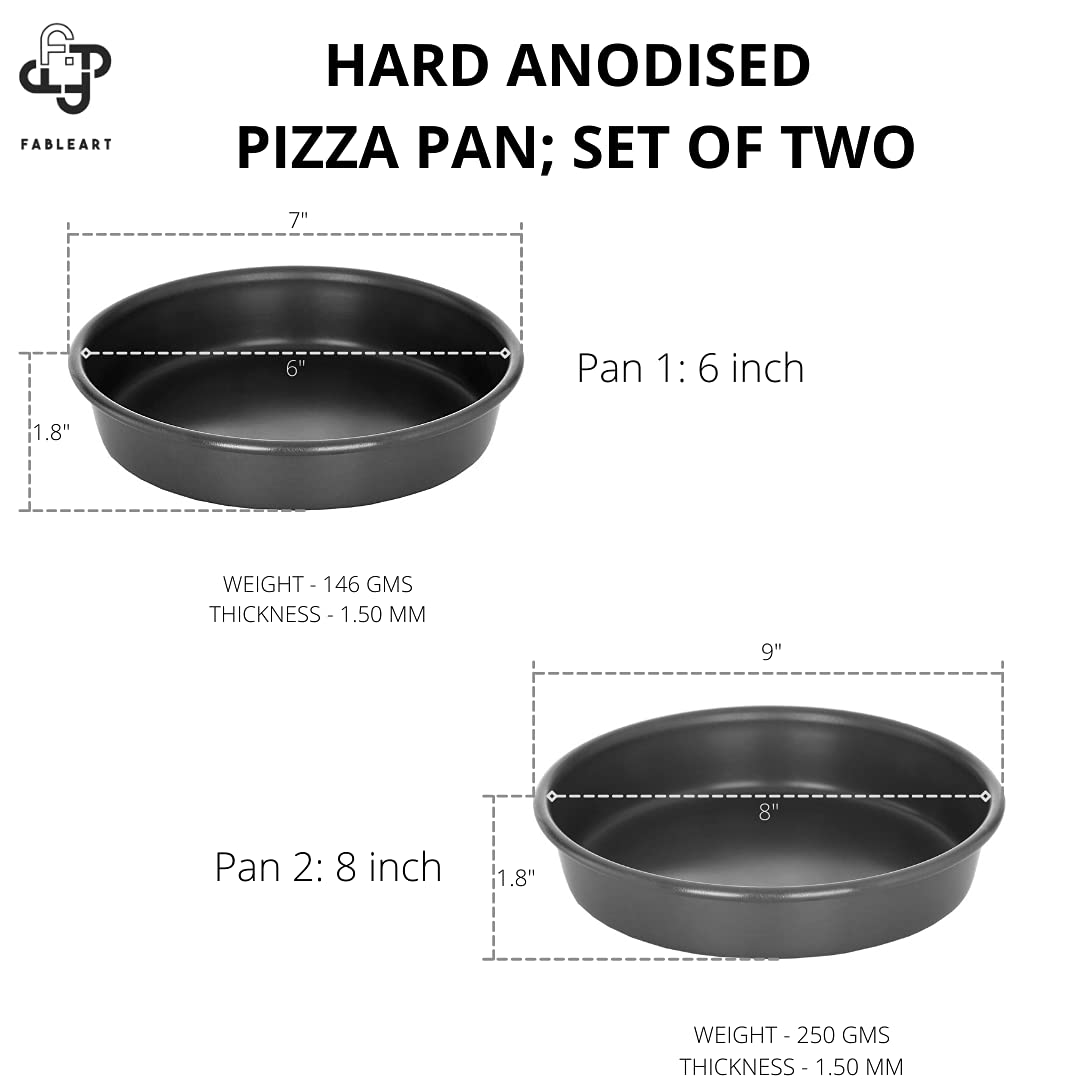 HARD ANODISED
PIZZA PAN; SET OF TWO
FABLEART
7"
6"
1.8"
Pan 1: 6 inch
WEIGHT - 146 GMS
THICKNESS - 1.50 MM
9"
8"
1.8"
Pan 2: 8 inch
WEIGHT - 250 GMS
THICKNESS - 1.50 MM